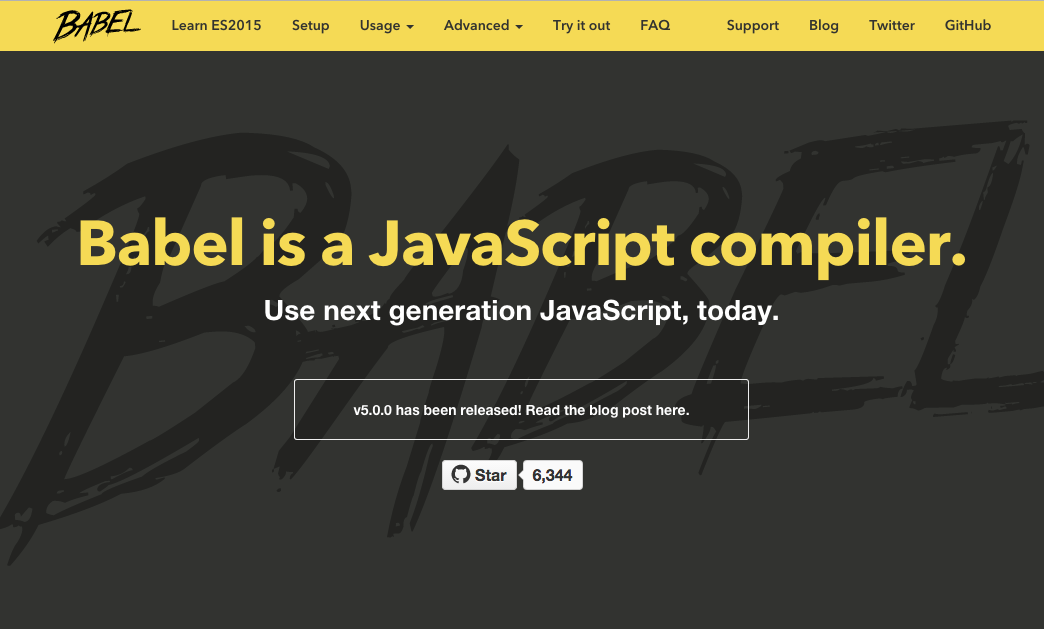 BABEL Learn ES2015 Setup Usage Advanced Try it out FAQ Support Blog Twitter GitHub
BABEL
Babel is a JavaScript compiler.
Use next generation JavaScript, today.
v5.0.0 has been released! Read the blog post here.
Star 6,344